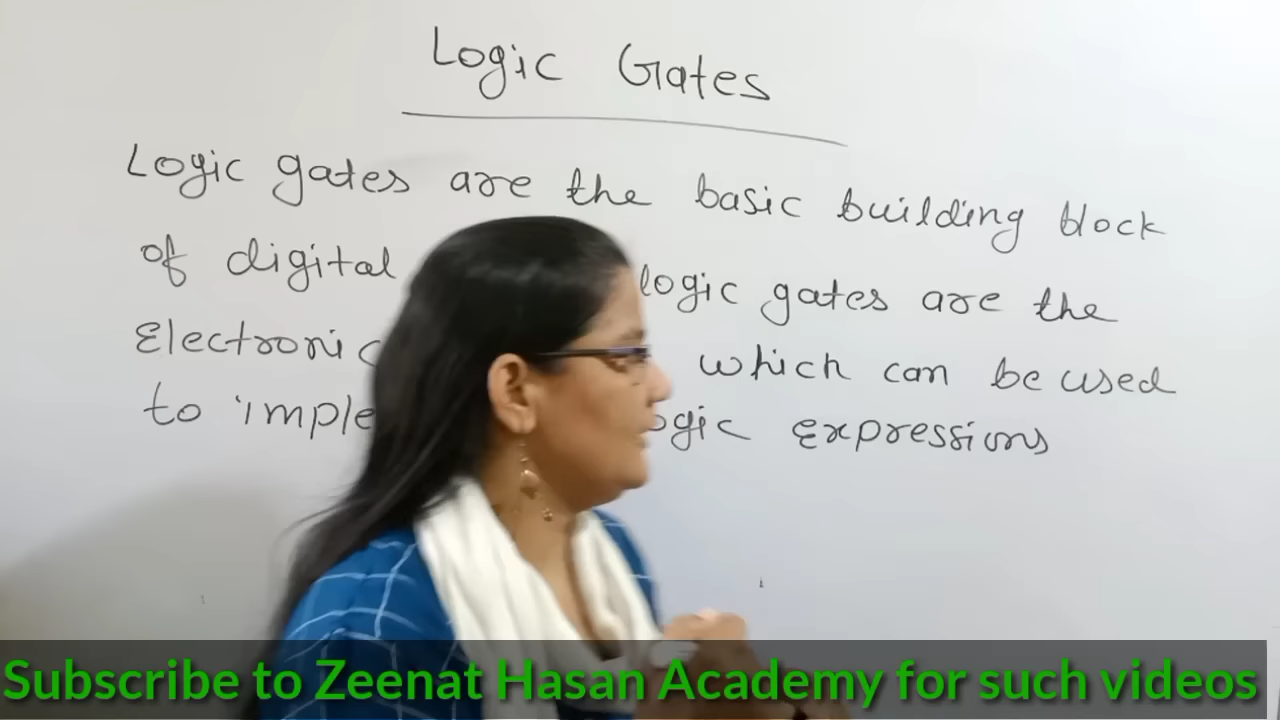 Logic Gates
Logic gates are the basic building block
of digital logic gates are the
Electronic which can be used
to imple ogic expressions
Subscribe to Zeenat Hasan Academy for such videos